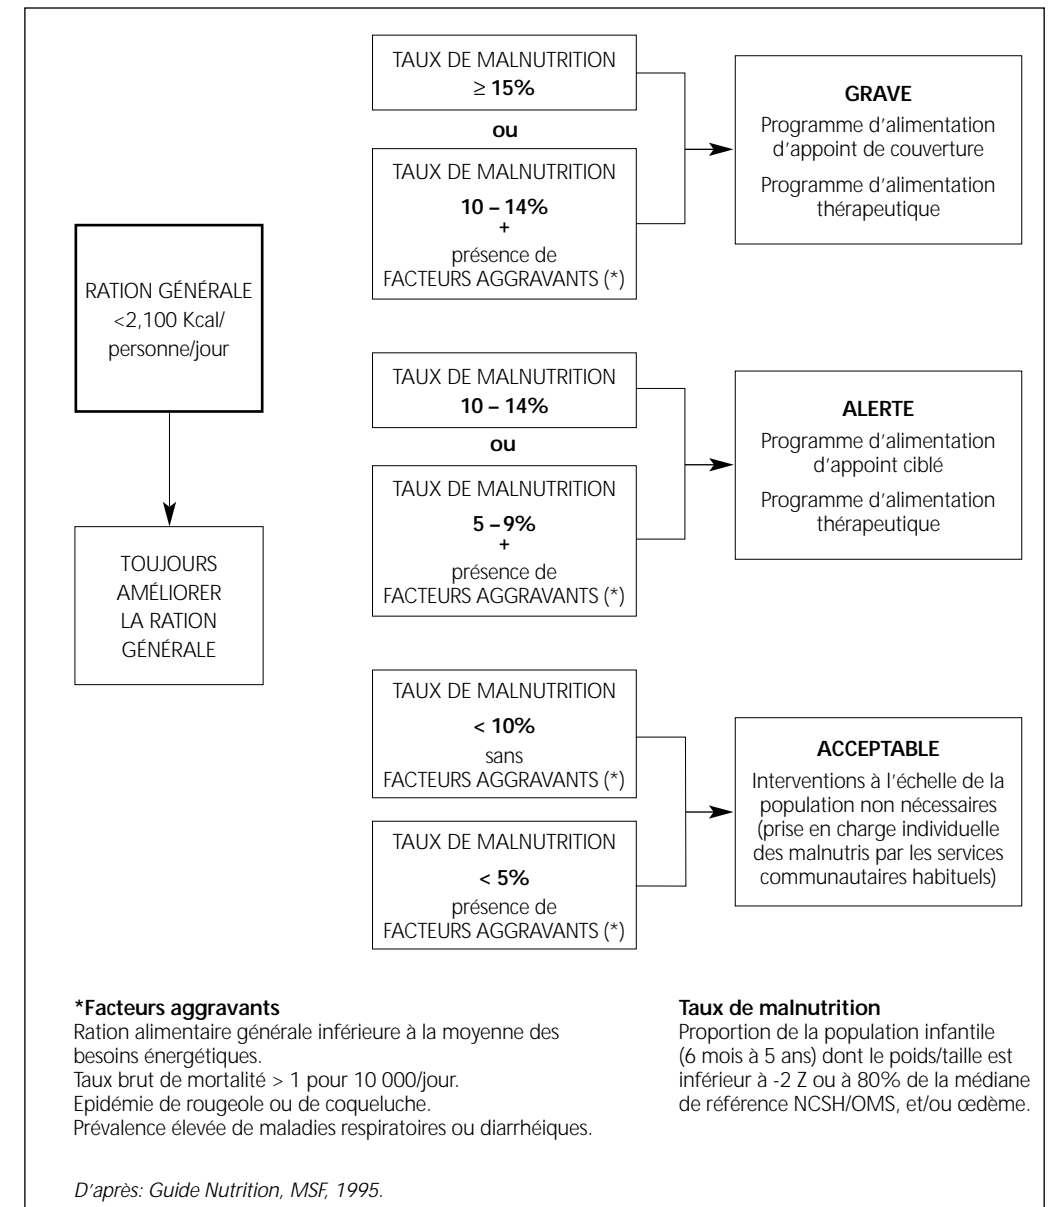 RATION GÉNÉRALE
<2,100 Kcal/
personne/jour
TOUJOURS
AMÉLIORER
LA RATION
GÉNÉRALE
TAUX DE MALNUTRITION
≥ 15%
ou
TAUX DE MALNUTRITION
10 – 14%
+
présence de
FACTEURS AGGRAVANTS (*)
GRAVE
Programme d'alimentation
d'appoint de couverture
Programme d'alimentation
thérapeutique
TAUX DE MALNUTRITION
10 – 14%
ou
TAUX DE MALNUTRITION
5 – 9%
+
présence de
FACTEURS AGGRAVANTS (*)
ALERTE
Programme d'alimentation
d'appoint ciblé
Programme d'alimentation
thérapeutique
TAUX DE MALNUTRITION
< 10%
sans
FACTEURS AGGRAVANTS (*)
TAUX DE MALNUTRITION
< 5%
présence de
FACTEURS AGGRAVANTS (*)
ACCEPTABLE
Interventions à l'échelle de la
population non nécessaires
(prise en charge individuelle
des malnutris par les services
communautaires habituels)
*Facteurs aggravants
Ration alimentaire générale inférieure à la moyenne des
besoins énergétiques.
Taux brut de mortalité > 1 pour 10 000/jour.
Epidémie de rougeole ou de coqueluche.
Prévalence élevée de maladies respiratoires ou diarrhéiques.
Taux de malnutrition
Proportion de la population infantile
(6 mois à 5 ans) dont le poids/taille est
inférieur à -2 Z ou à 80% de la médiane
de référence NCSH/OMS, et/ou œdème.
D'après: Guide Nutrition, MSF, 1995.